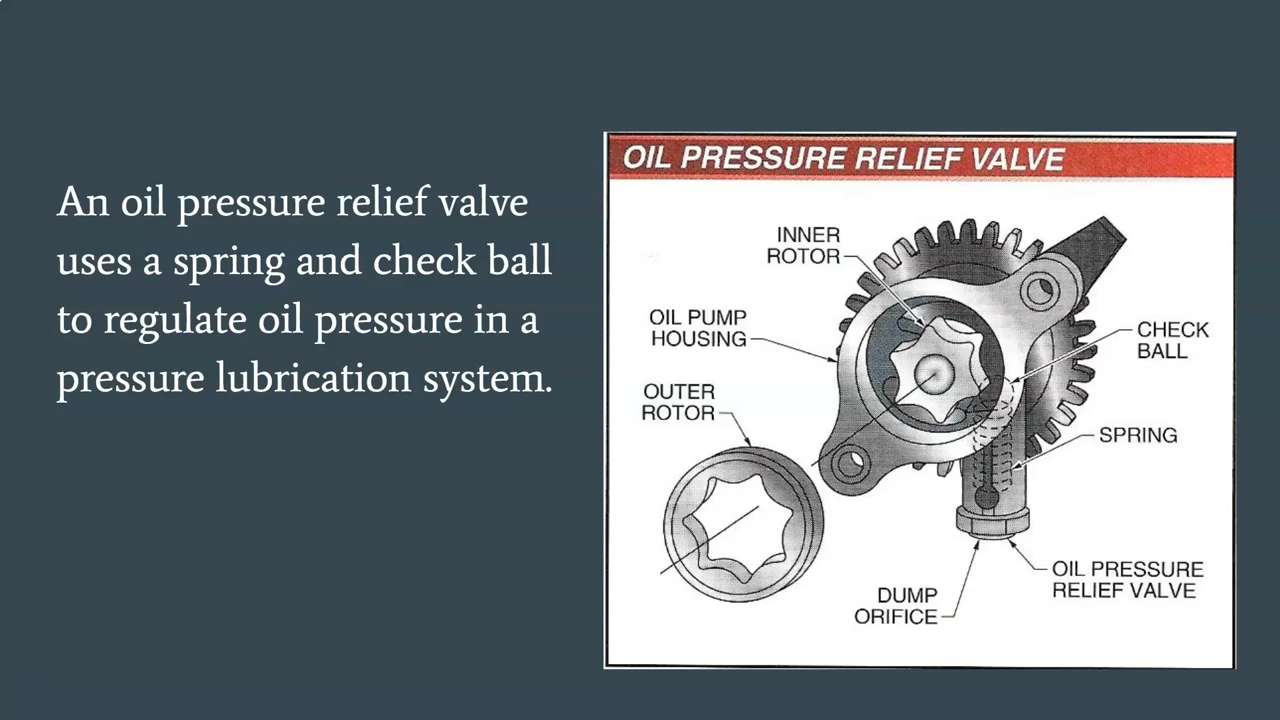 An oil pressure relief valve
uses a spring and check ball
to regulate oil pressure in a
pressure lubrication system.
OIL PRESSURE RELIEF VALVE
INNER
ROTOR
OIL PUMP
HOUSING
OUTER
ROTOR
CHECK
BALL
SPRING
OIL PRESSURE
RELIEF VALVE
DUMP
ORIFICE